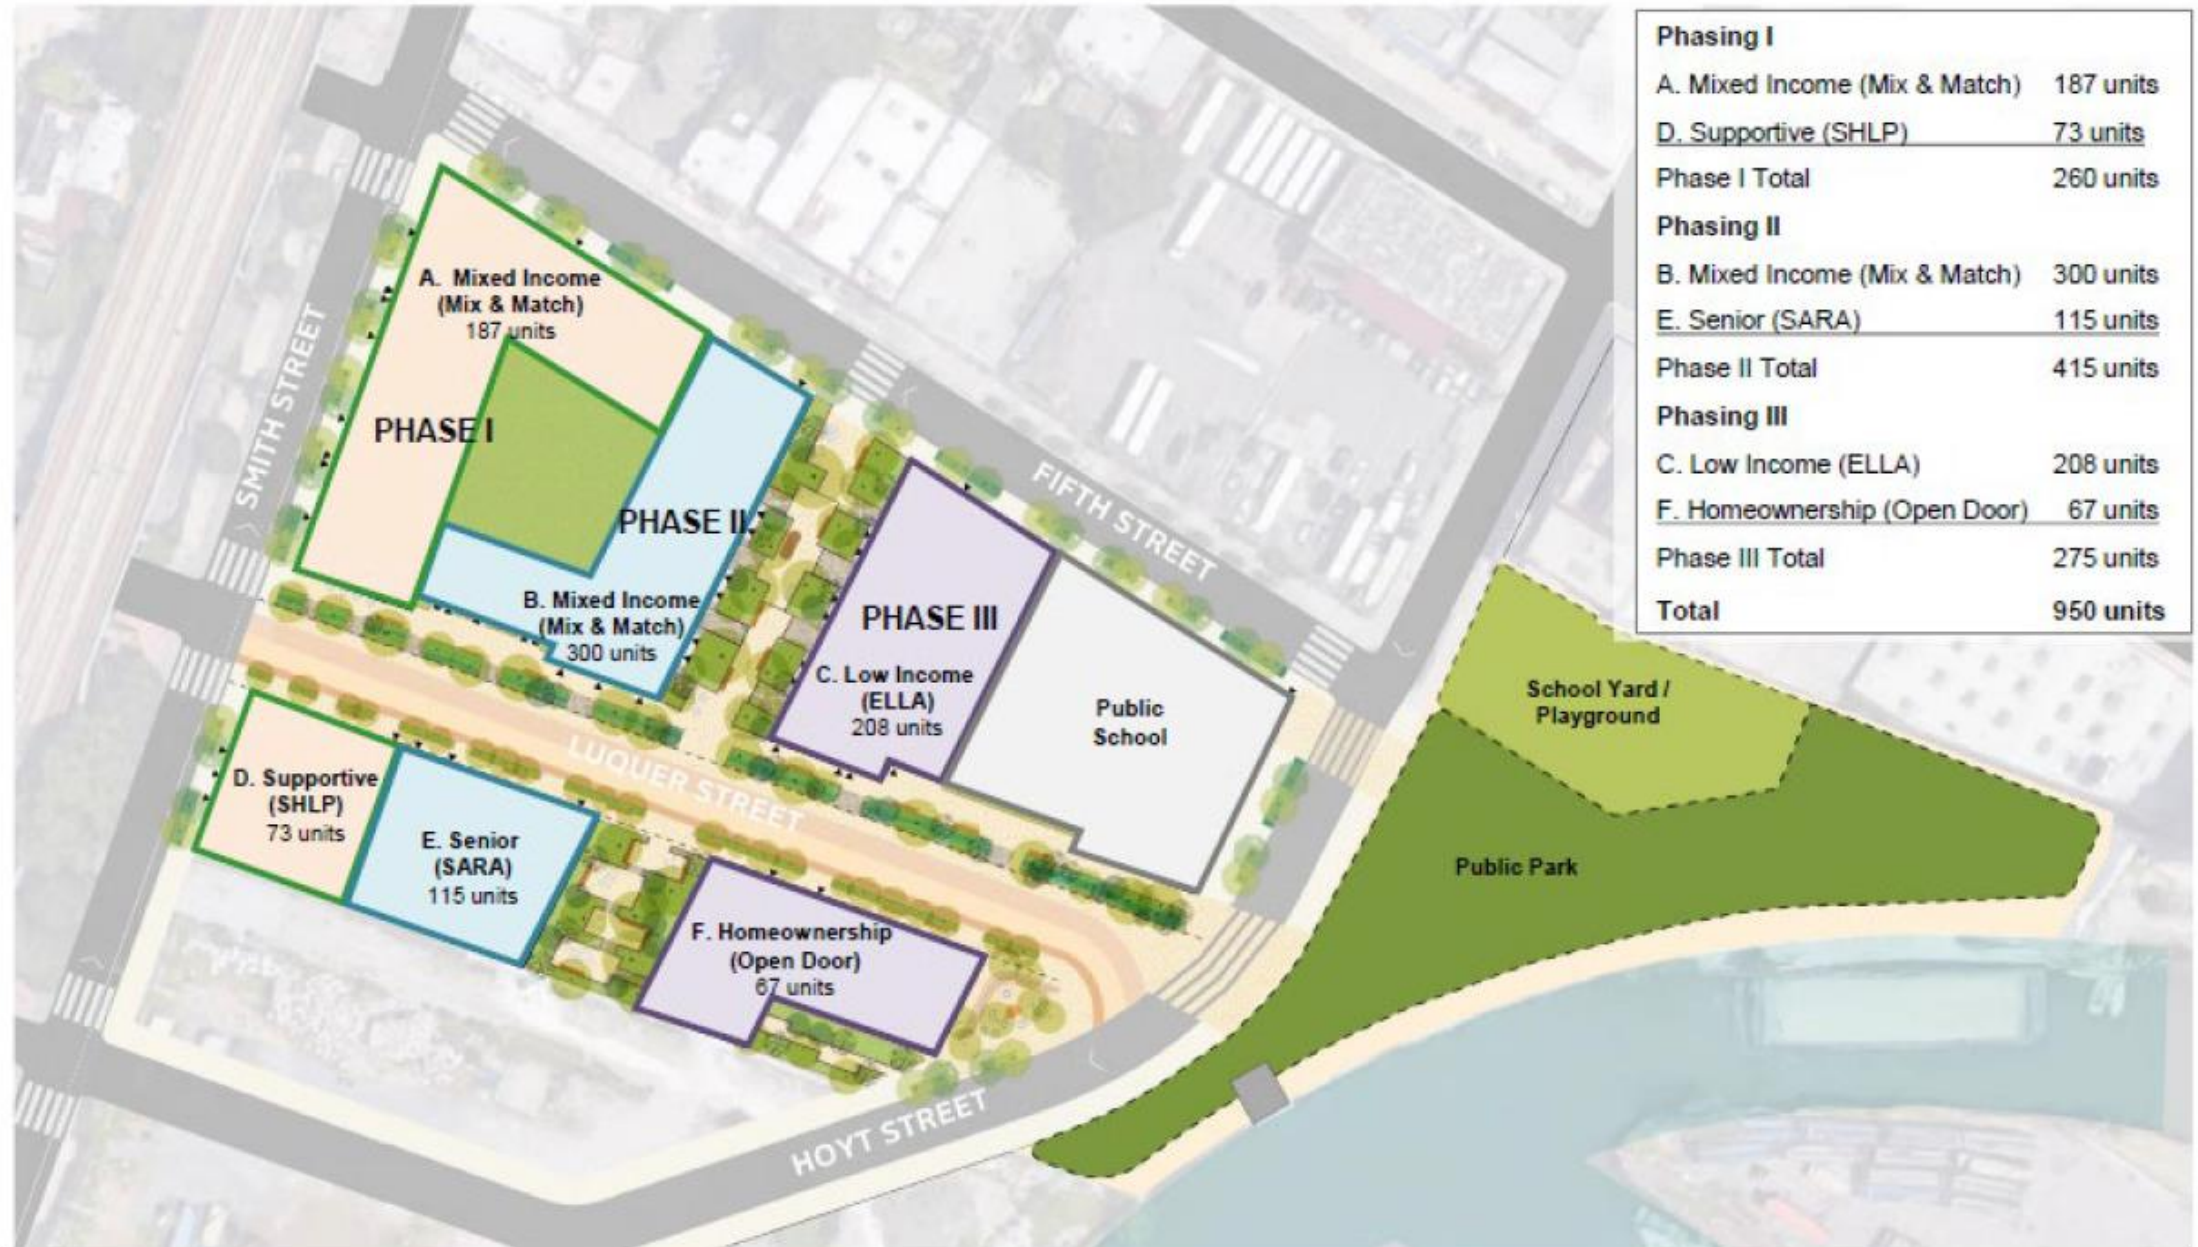 Phasing I
A. Mixed Income (Mix & Match) 187 units
D. Supportive (SHLP) 73 units
Phase I Total 260 units
Phasing II
B. Mixed Income (Mix & Match) 300 units
E. Senior (SARA) 115 units
Phase II Total 415 units
Phasing III
C. Low Income (ELLA) 208 units
F. Homeownership (Open Door) 67 units
Phase III Total 275 units
Total 950 units
A. Mixed Income
(Mix & Match)
187 units
PHASE I
SMITH STREET
PHASE II
B. Mixed Income
(Mix & Match)
300 units
FIFTH STREET
PHASE III
C. Low Income
(ELLA)
208 units
Public
School
School Yard /
Playground
Public Park
LUQUER STREET
D. Supportive
(SHLP)
73 units
E. Senior
(SARA)
115 units
F. Homeownership
(Open Door)
67 units
HOYT STREET